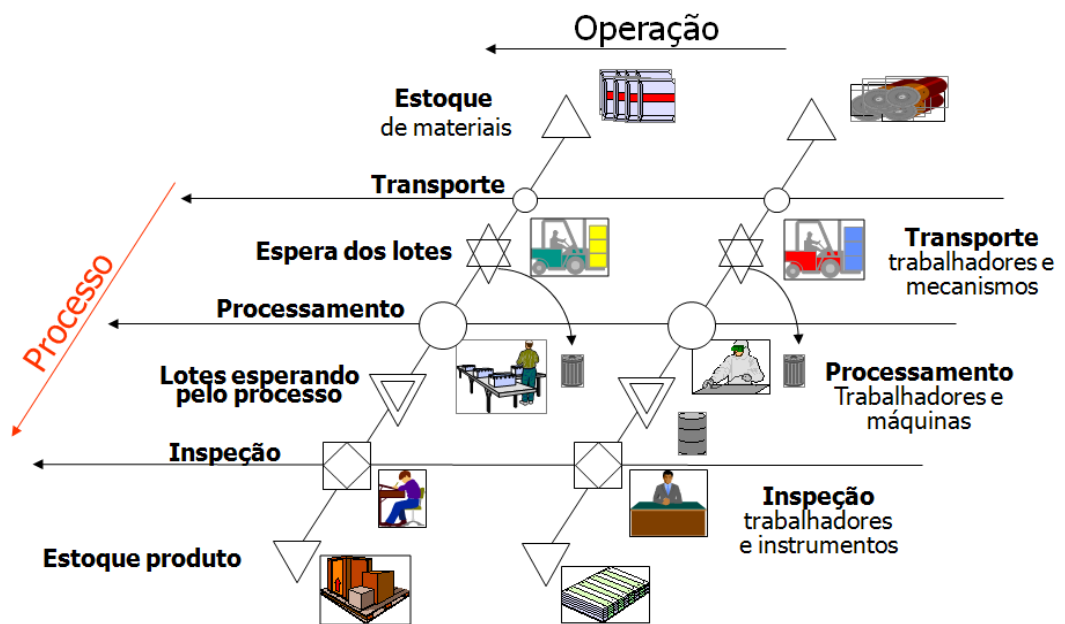 Operação
Estoque
de materiais
Transporte
Espera dos lotes
Transporte
trabalhadores e
mecanismos
Processo
Processamento
Lotes esperando
pelo processo
Processamento
Trabalhadores e
máquinas
Inspeção
Inspeção
trabalhadores
e instrumentos
Estoque produto